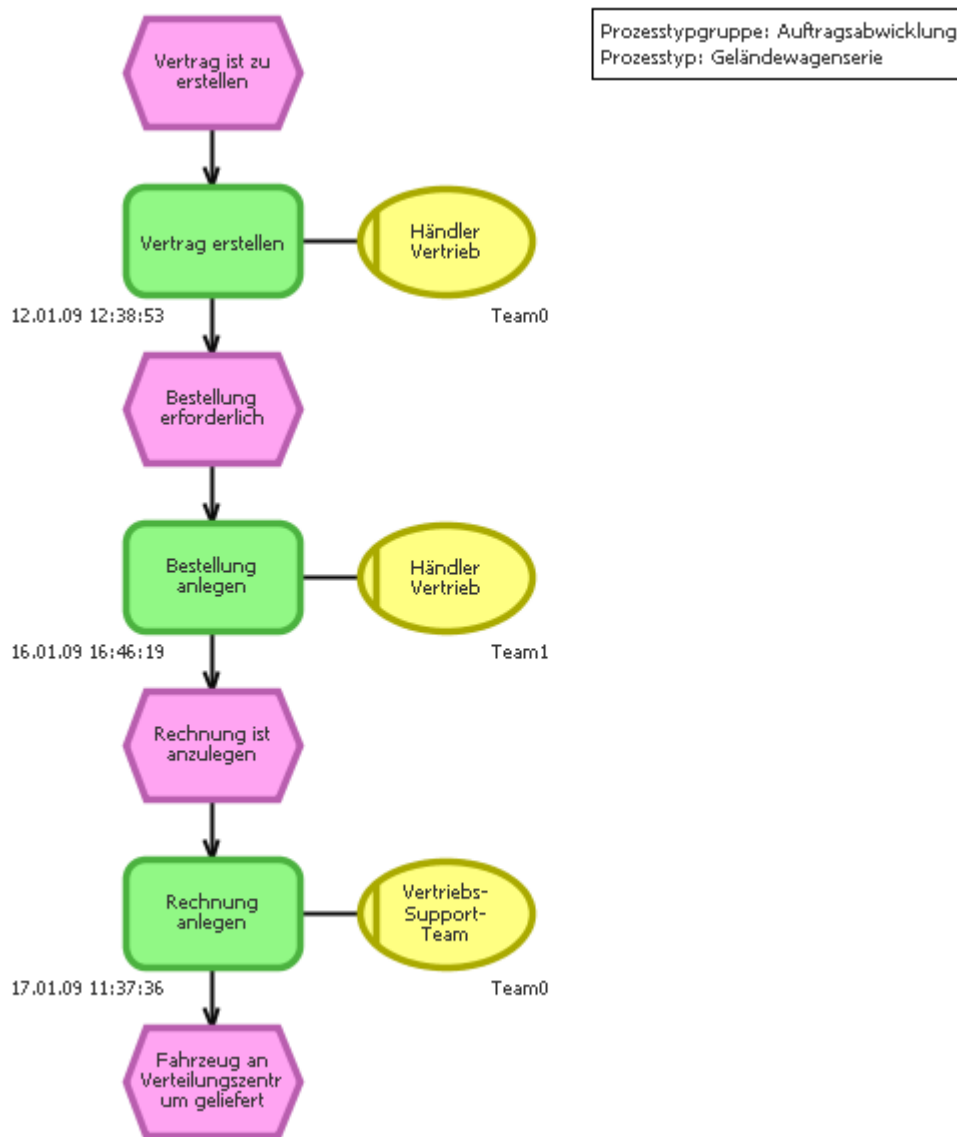 Prozesstypgruppe: Auftragsabwicklung
Prozesstyp: Geländewagenserie
Vertrag ist zu
erstellen
Vertrag erstellen
Händler
Vertrieb
12.01.09 12:38:53
Team0
Bestellung
erforderlich
Bestellung
anlegen
Händler
Vertrieb
16.01.09 16:46:19
Team1
Rechnung ist
anzulegen
Rechnung
anlegen
Vertriebs-
Support-
Team
17.01.09 11:37:36
Team0
Fahrzeug an
Verteilungszentr
um geliefert